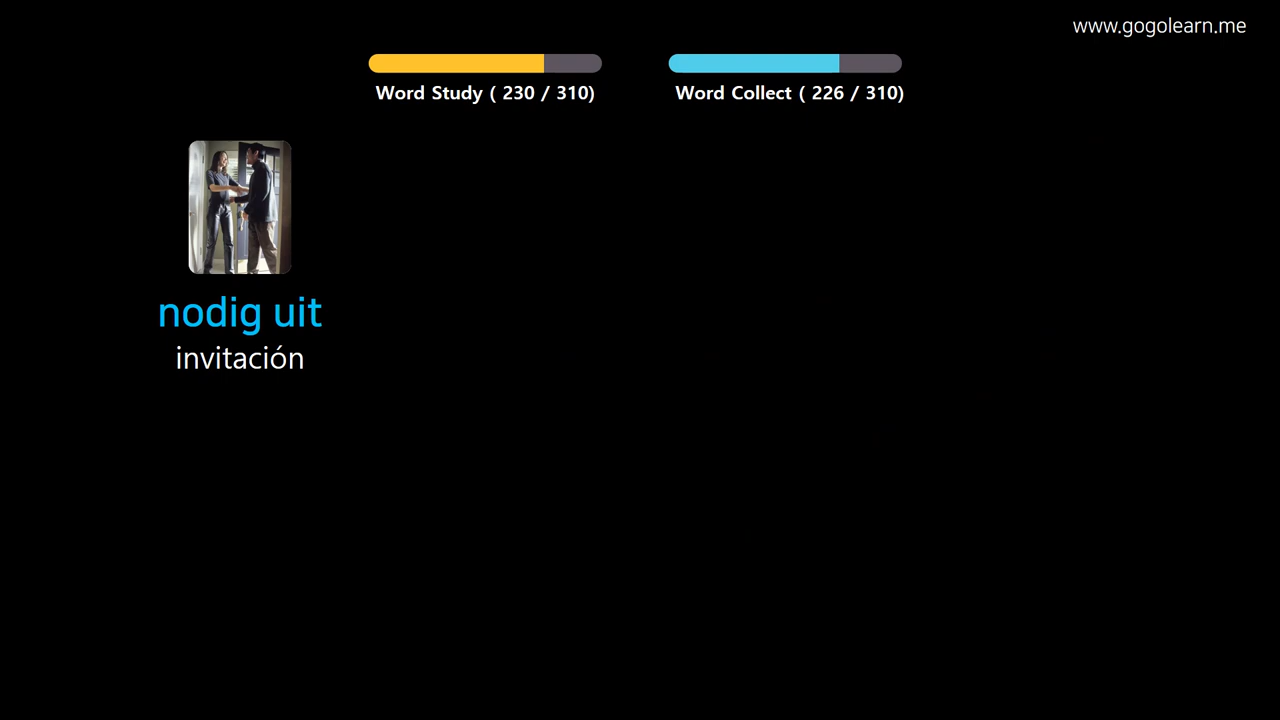 www.gogolearn.me
Word Study ( 230 / 310)
Word Collect ( 226 / 310)
nodig uit
invitación